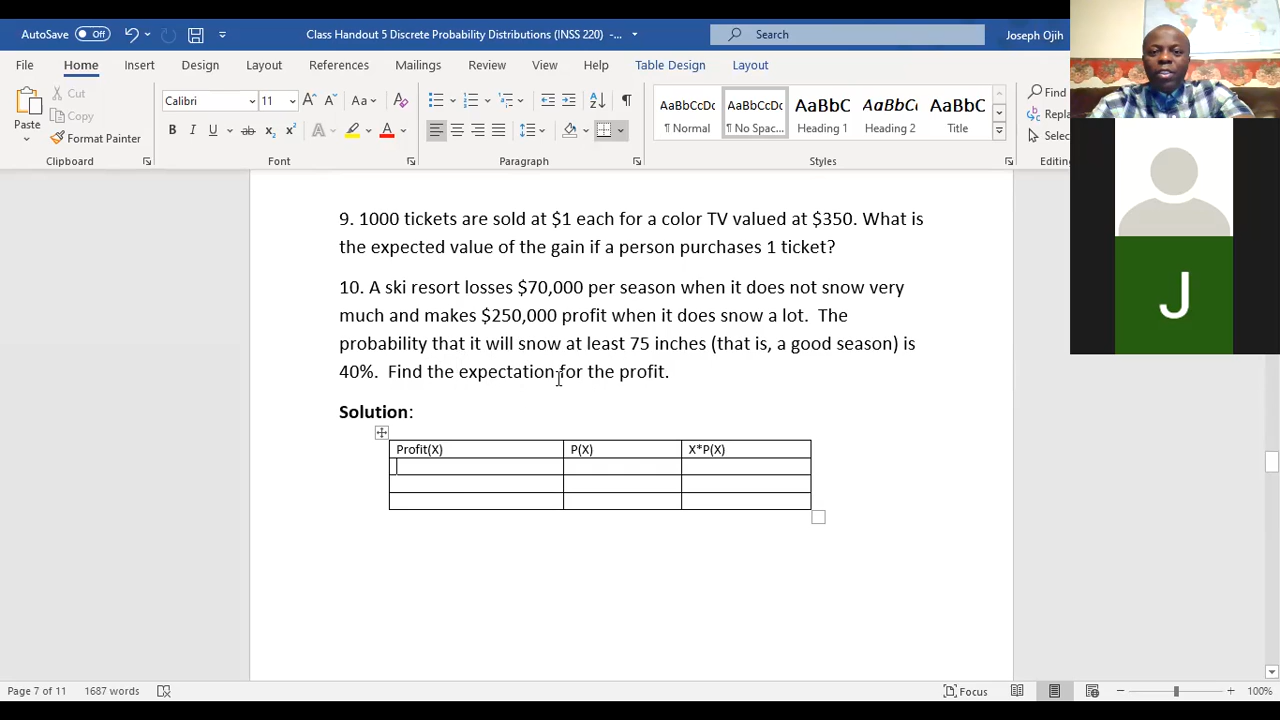 AutoSave Off Class Handout 5 Discrete Probability Distributions (INSS 220) -... Search Joseph Ojih
File Home Insert Design Layout References Mailings Review View Help Table Design Layout
Paste Cut Copy Format Painter
Calibri 11 Aa
B I U ab x₂ x² A A
AaBbCcDc AaBbCcDc AaBbC AaBbCc AaBbC
¶ Normal ¶ No Spac... Heading 1 Heading 2 Title
Find
Clipboard Font Paragraph Styles
9. 1000 tickets are sold at $1 each for a color TV valued at $350. What is
the expected value of the gain if a person purchases 1 ticket?
10. A ski resort losses $70,000 per season when it does not snow very
much and makes $250,000 profit when it does snow a lot. The
probability that it will snow at least 75 inches (that is, a good season) is
40%. Find the expectation for the profit.
Solution:
Profit(X) P(X) X*P(X)
J
Page 7 of 11 1687 words Focus 100%